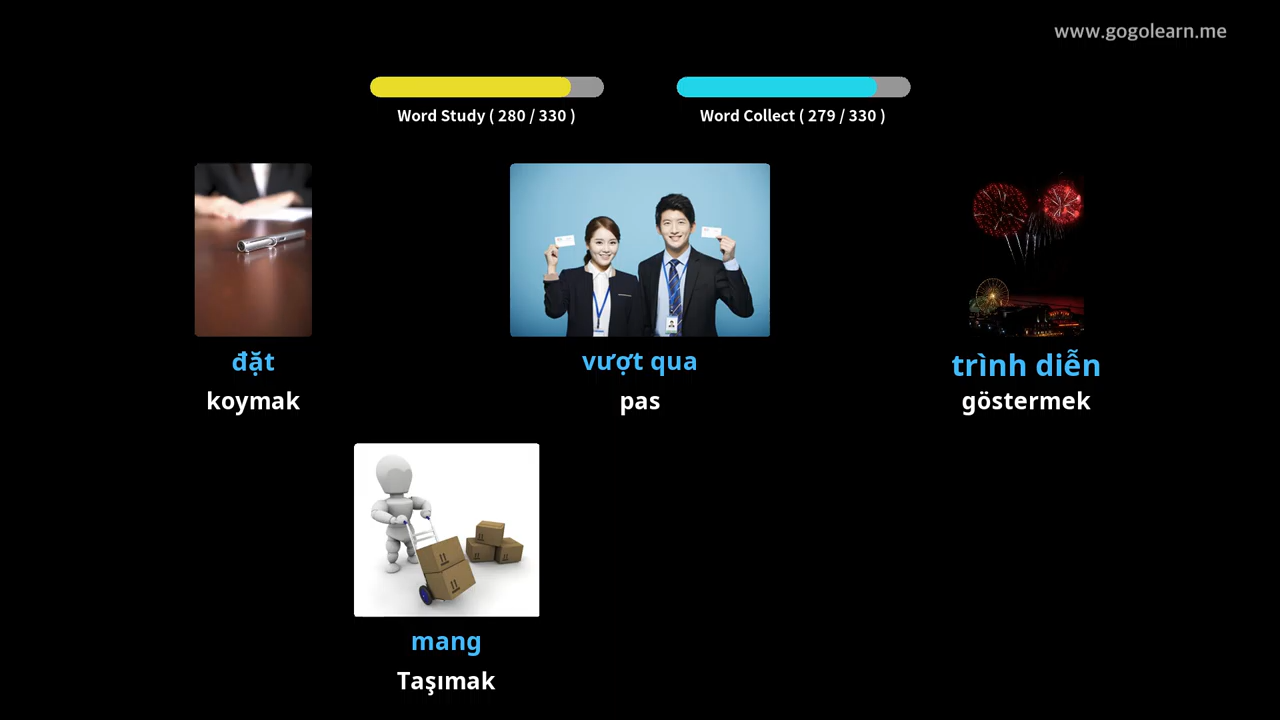 www.gogolearn.me
Word Study ( 280 / 330 )
Word Collect ( 279 / 330 )
đặt
koymak
vượt qua
pas
trình diễn
göstermek
mang
Taşımak